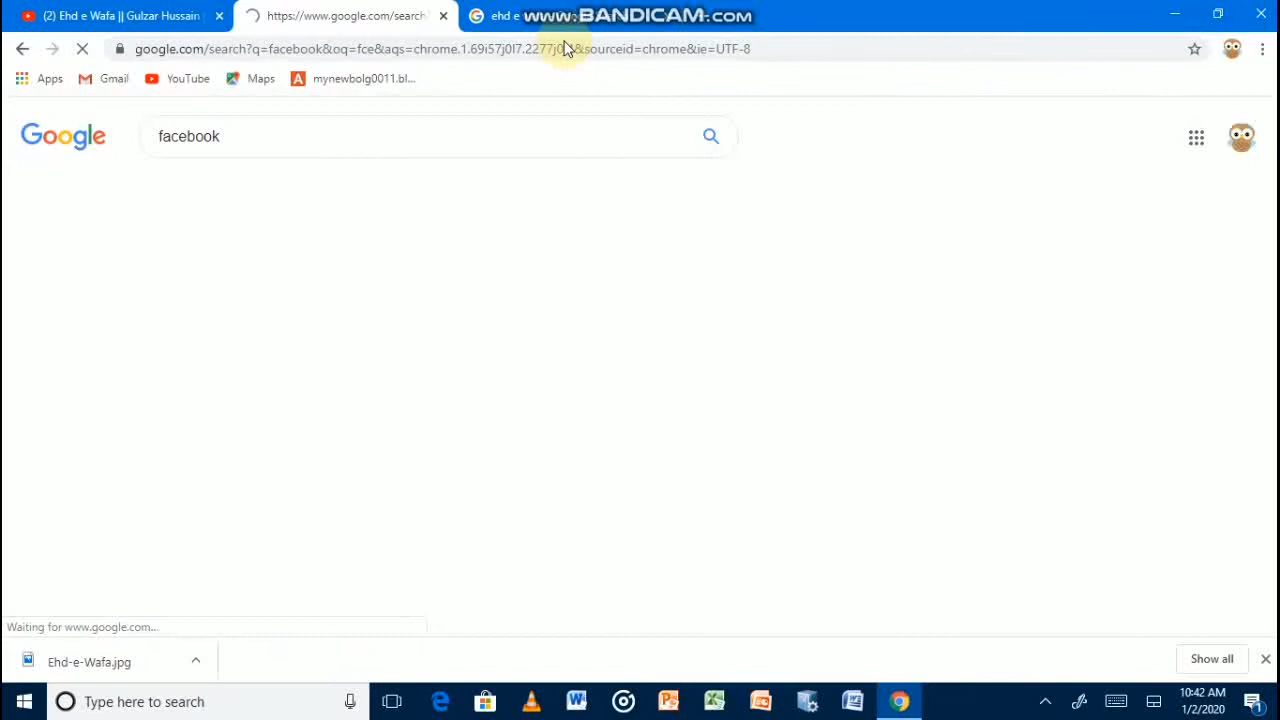 (2) Ehd e Wafa || Gulzar Hussain
https://www.google.com/search?
ehd e
www.BANDICAM.com
google.com/search?q=facebook&oq=fce&aqs=chrome.1.69i57j0l7.2277j0 &sourceid=chrome&ie=UTF-8
Apps
Gmail
YouTube
Maps
A
mynewbolg0011.bl...
Google
facebook
Waiting for www.google.com...
Ehd-e-Wafa.jpg
Show all
Type here to search
10:42 AM
1/2/2020
1